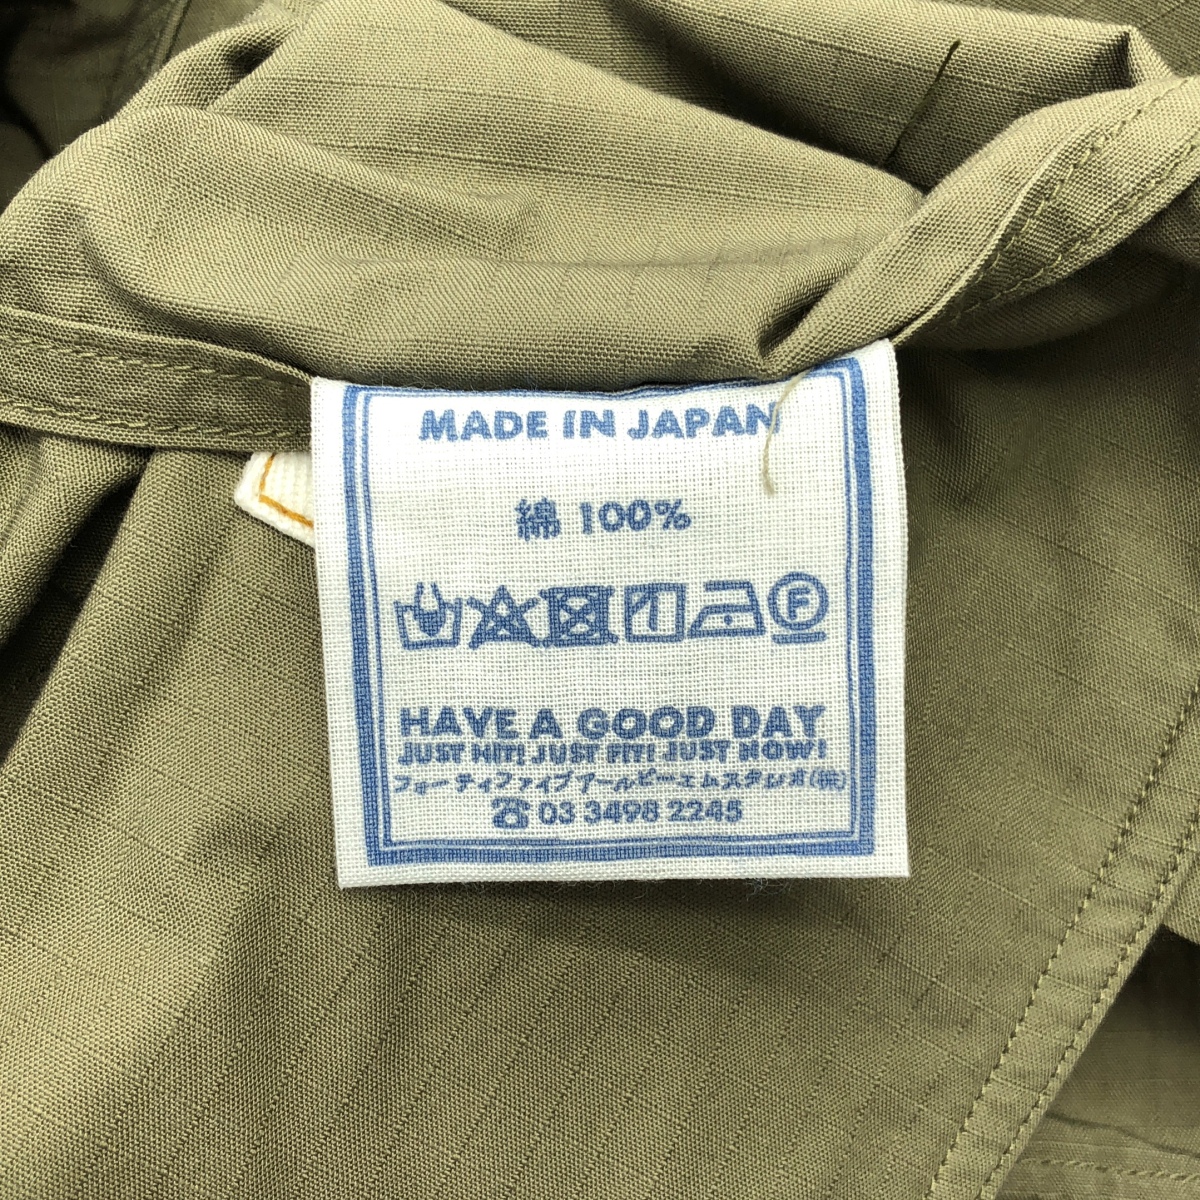 MADE IN JAPAN
綿 100%
F
HAVE A GOOD DAY
JUST HIT! JUST FIT! JUST NOW!
フォーティファイブアールピーエムスタジオ(株)
☎ 03 3498 2245